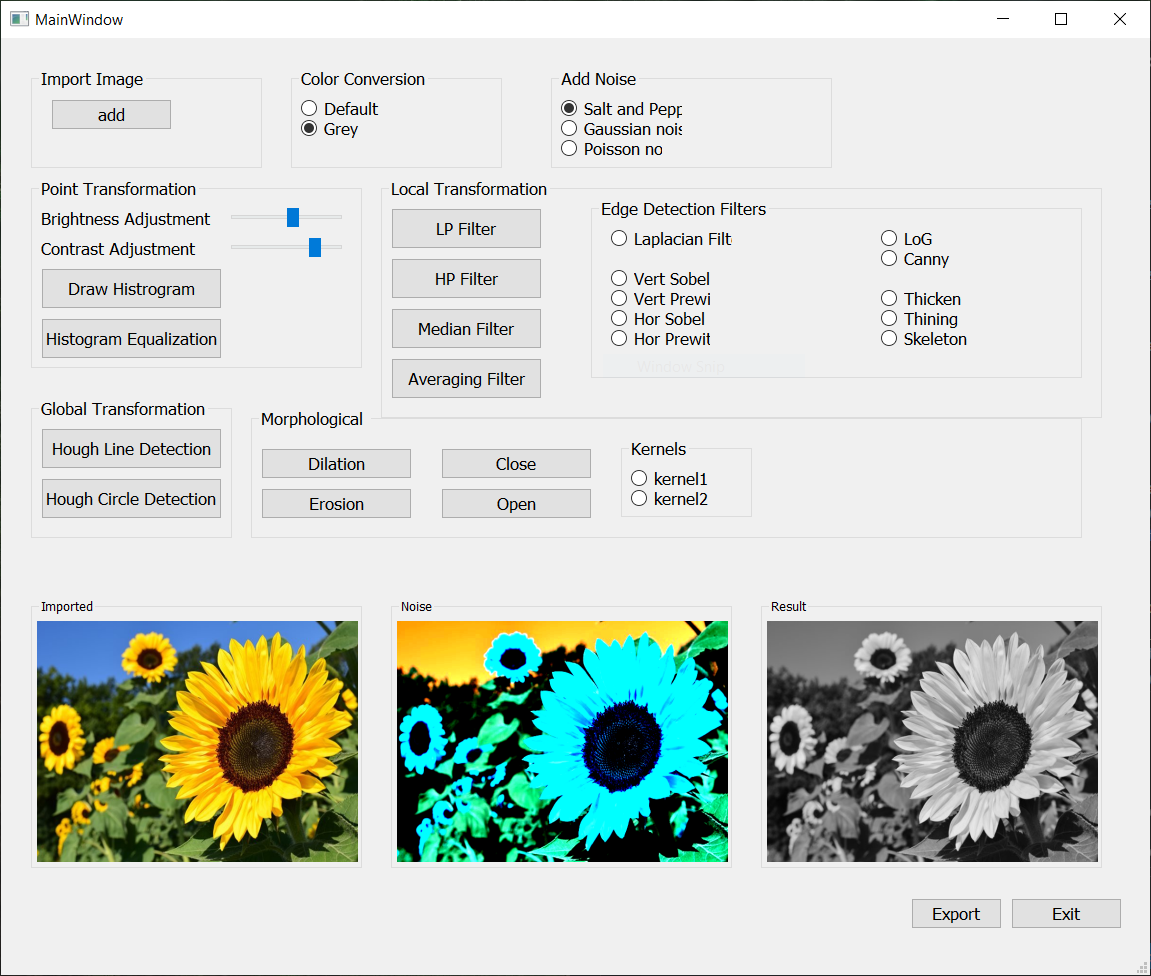 MainWindow
Import Image
add
Color Conversion
Default
Grey
Add Noise
Salt and Pepp
Gaussian nois
Poisson no
Point Transformation
Brightness Adjustment
Contrast Adjustment
Draw Histrogram
Histogram Equalization
Local Transformation
LP Filter
HP Filter
Median Filter
Averaging Filter
Edge Detection Filters
Laplacian Filt
Vert Sobel
Vert Prewi
Hor Sobel
Hor Prewit
LoG
Canny
Thicken
Thining
Skeleton
Window Snip
Global Transformation
Hough Line Detection
Hough Circle Detection
Morphological
Dilation
Close
Erosion
Open
Kernels
kernel1
kernel2
Imported
Noise
Result
Export
Exit